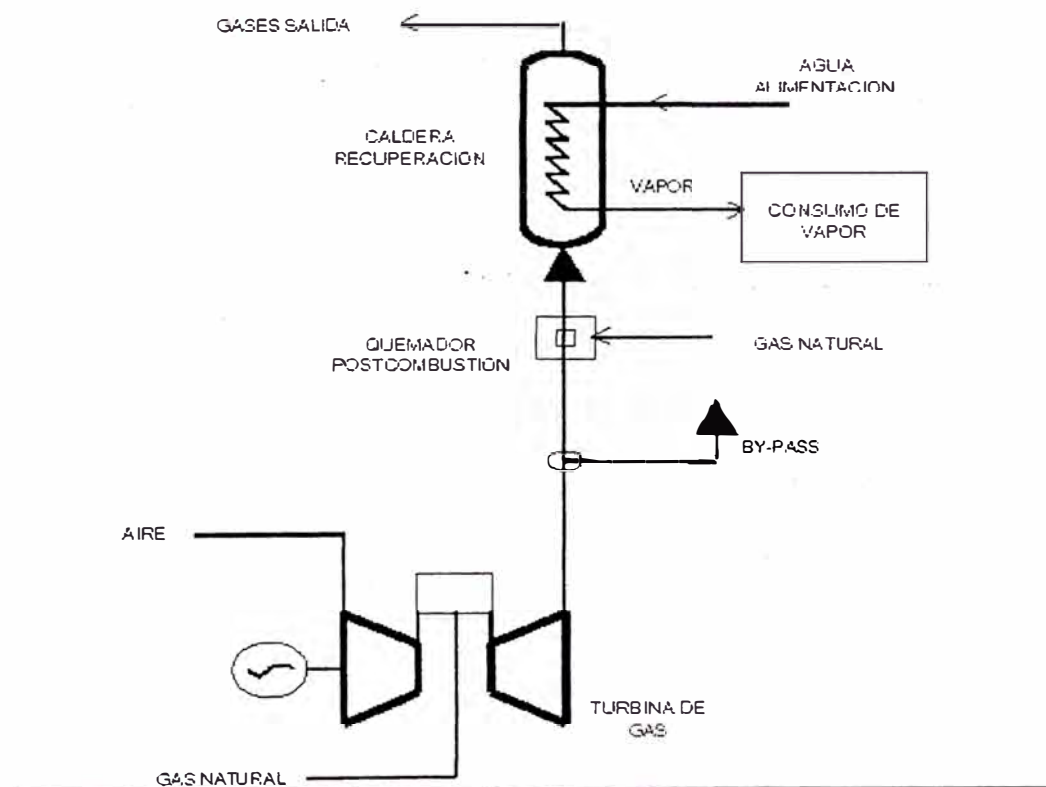 GASES SALIDA
AGUA
ALIMENTACION
CALDERA
RECUPERACION
VAPOR
CONSUMO DE
VAPOR
QUEMADOR
POSTCOMBUSTION
GAS NATURAL
BY-PASS
AIRE
TURBINA DE
GAS
GAS NATURAL